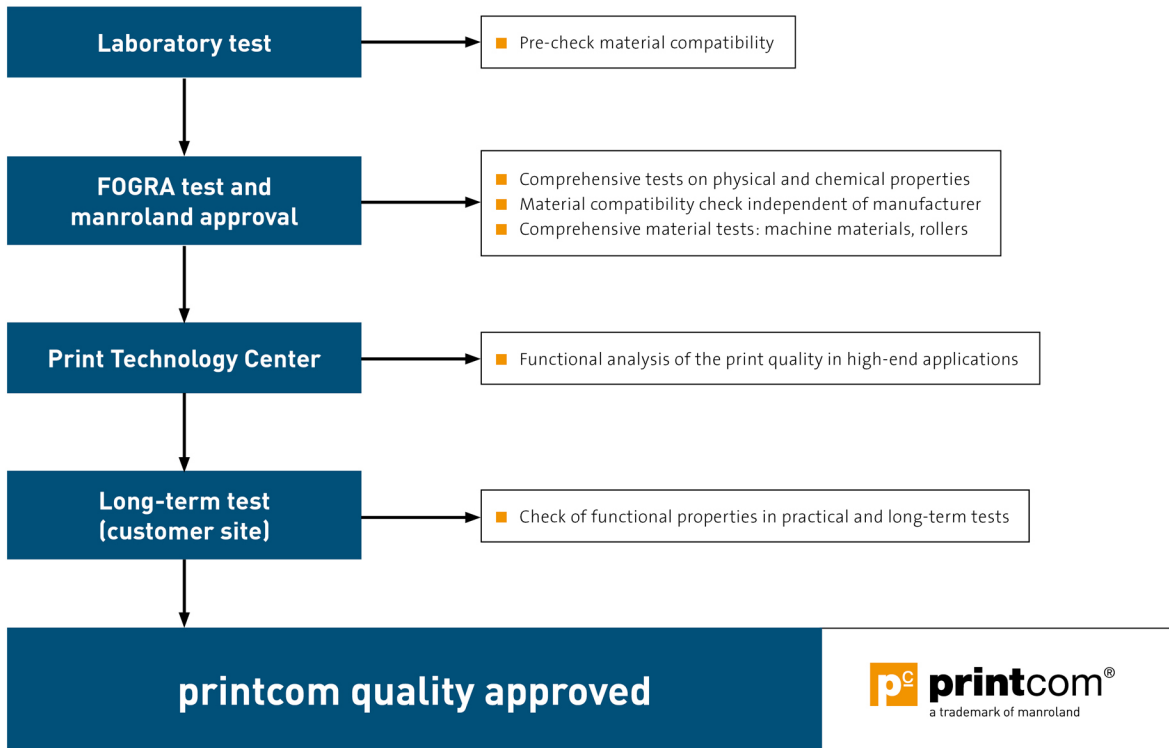 Laboratory test
Pre-check material compatibility
FOGRA test and
manroland approval
Comprehensive tests on physical and chemical properties
Material compatibility check independent of manufacturer
Comprehensive material tests: machine materials, rollers
Print Technology Center
Functional analysis of the print quality in high-end applications
Long-term test
(customer site)
Check of functional properties in practical and long-term tests
printcom quality approved
pc printcom®
a trademark of manroland